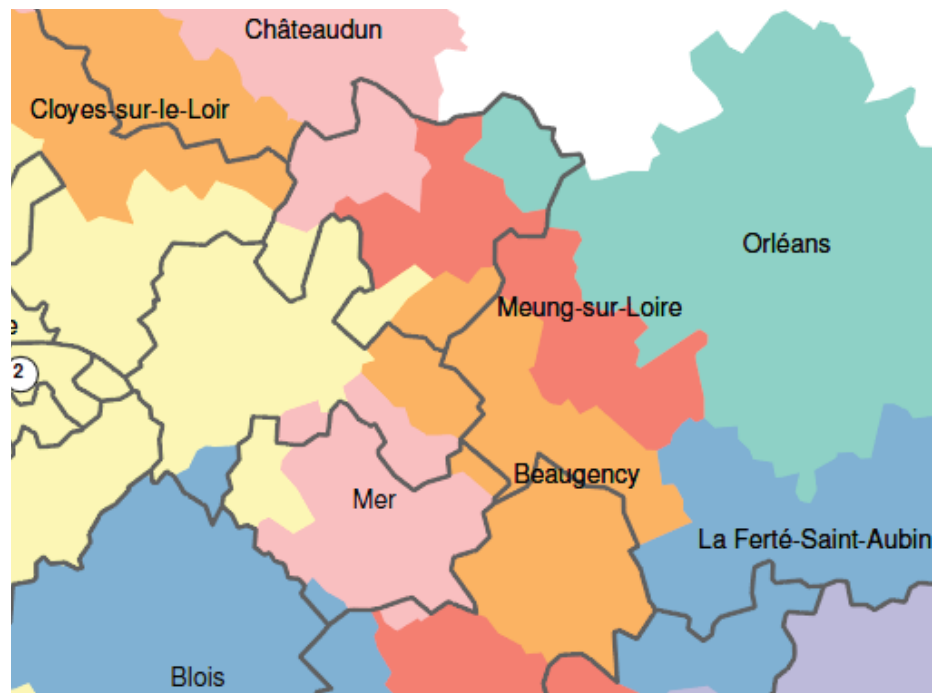 Châteaudun
Cloyes-sur-le-Loir
Orléans
Meung-sur-Loire
e
2
Beaugency
Mer
La Ferté-Saint-Aubin
Blois